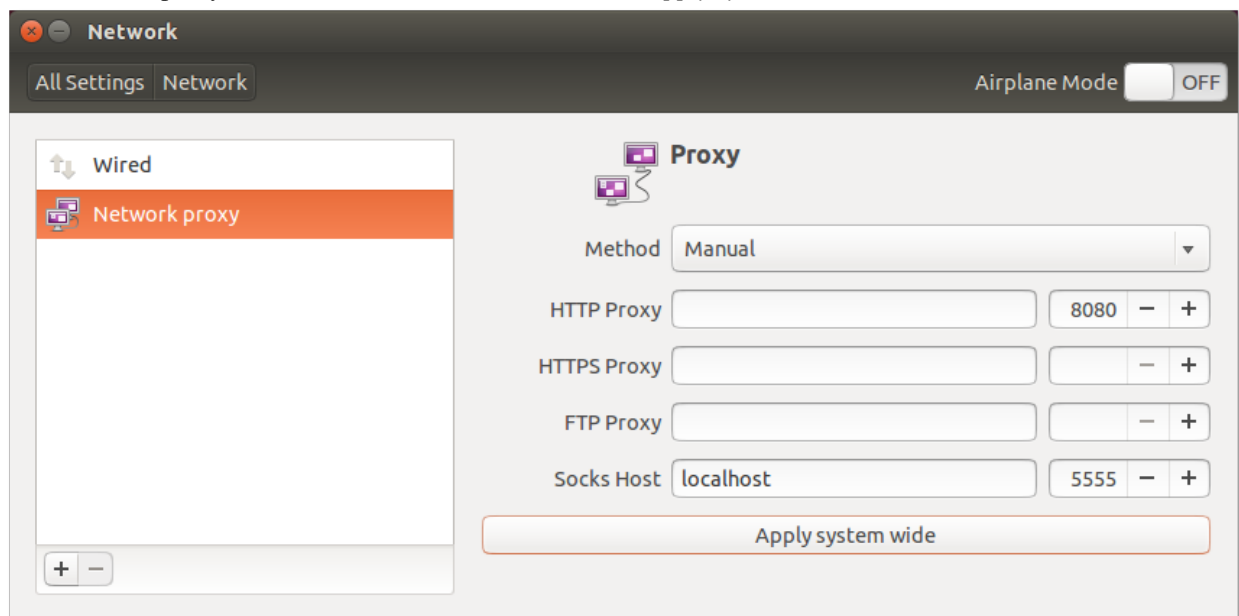 Network
All Settings Network Airplane Mode OFF
Wired
Network proxy
Proxy
Method Manual
HTTP Proxy 8080 − +
HTTPS Proxy − +
FTP Proxy − +
Socks Host localhost 5555 − +
Apply system wide
+ −